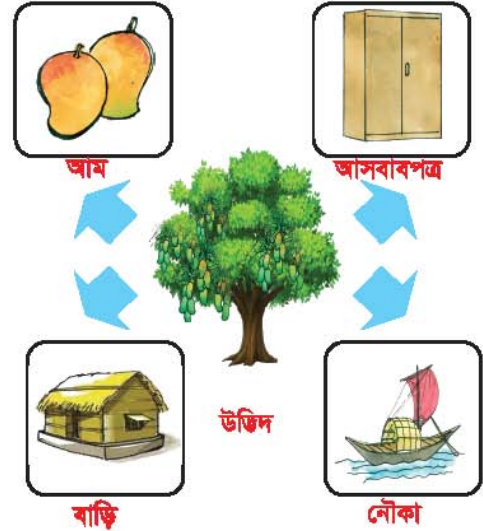 আম
আসবাবপত্র
উদ্ভিদ
বাড়ি
নৌকা